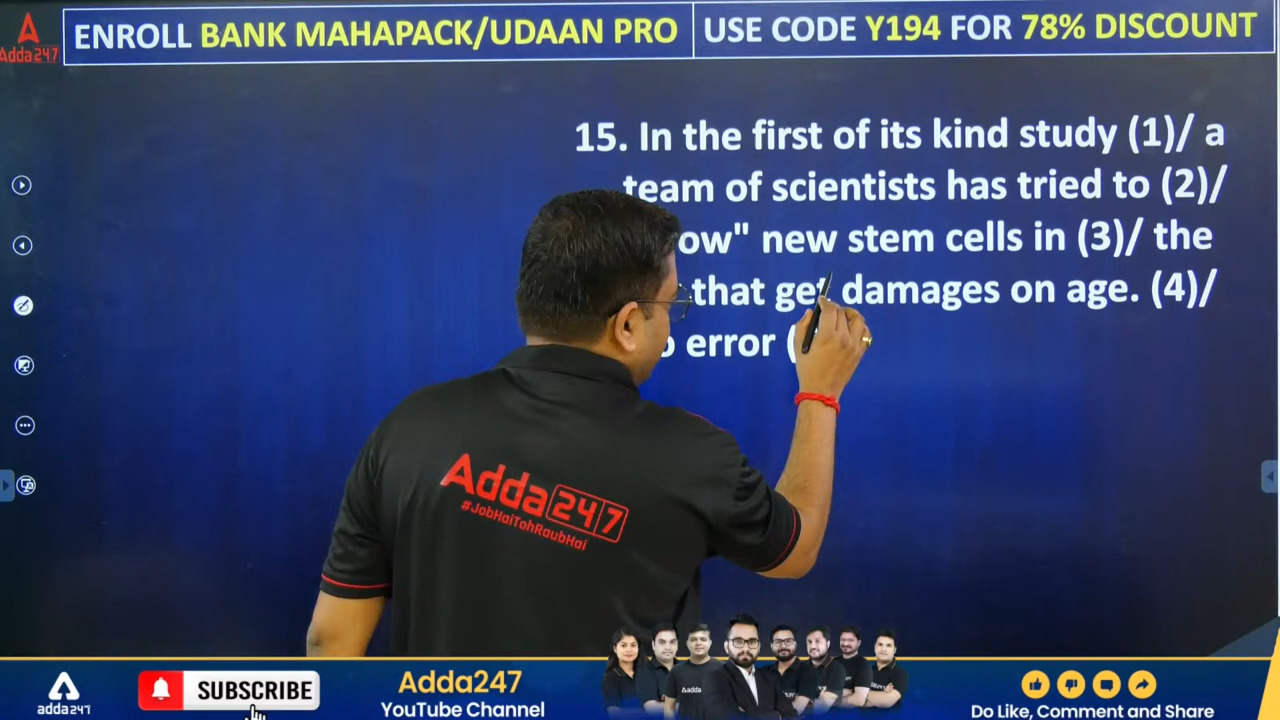 ENROLL BANK MAHAPACK/UDAAN PRO
USE CODE Y194 FOR 78% DISCOUNT
Adda247
15. In the first of its kind study (1)/ a
team of scientists has tried to (2)/
new stem cells in (3)/ the
that get damages on age. (4)/
error
Adda247
#JobHaiTohRaubHai
adda247
SUBSCRIBE
Adda247
YouTube Channel
Like, Comment and Share